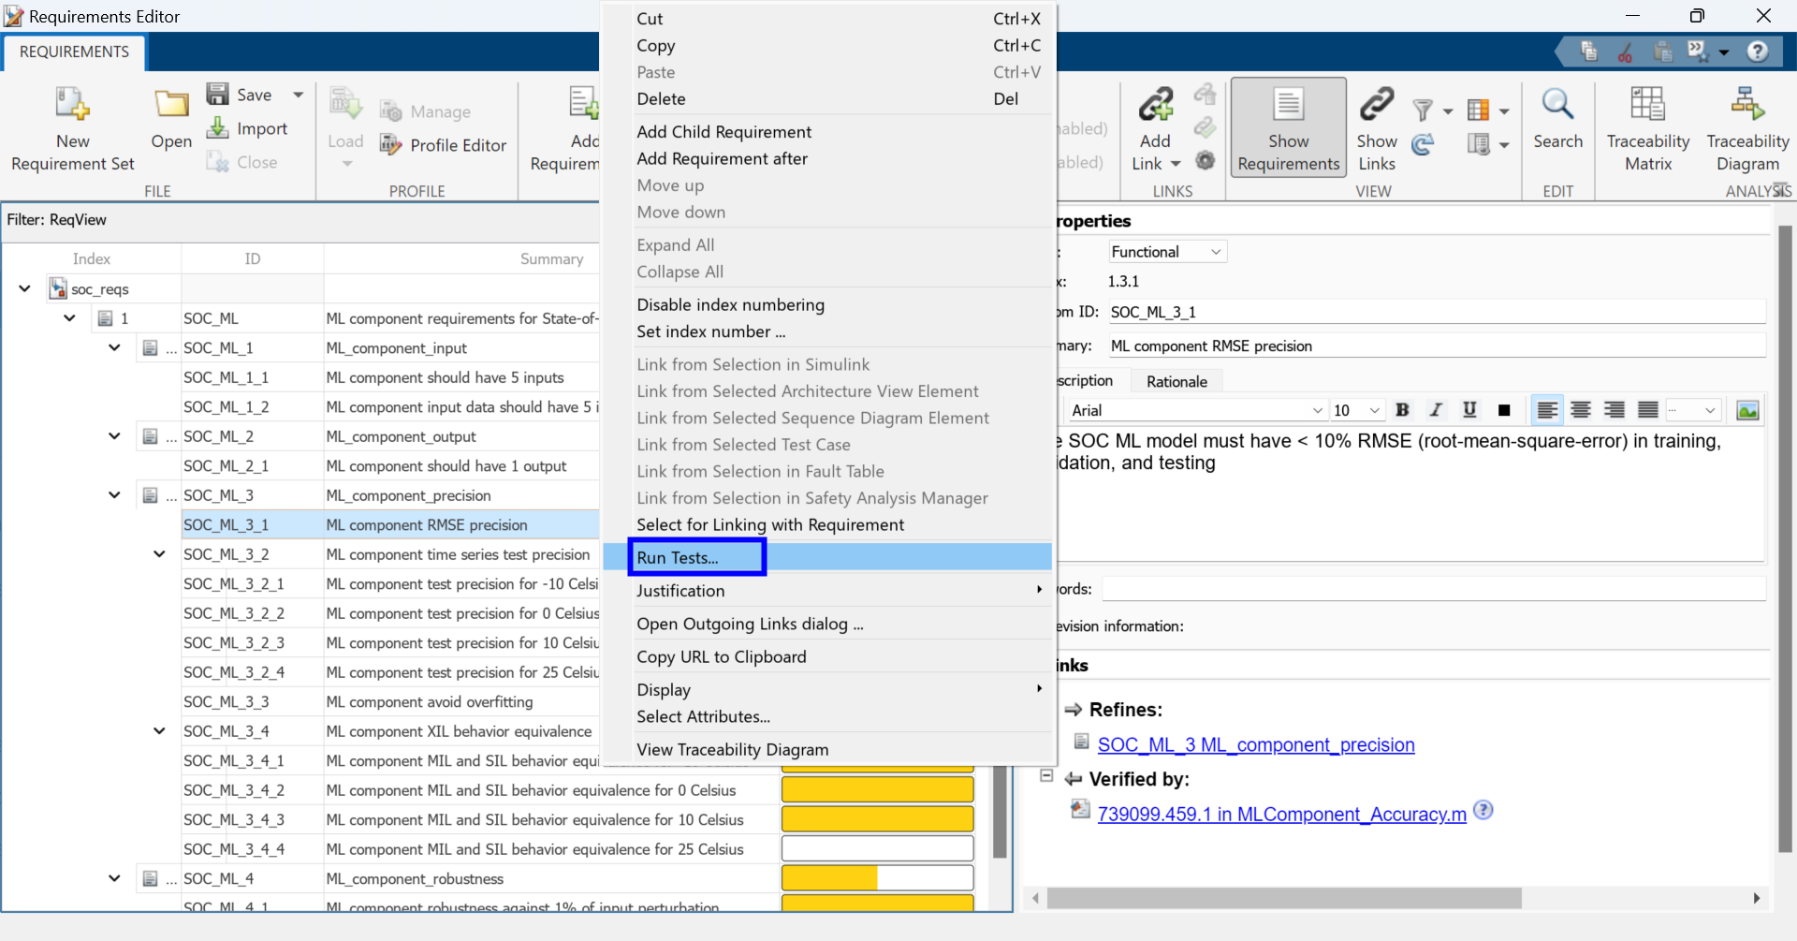 Requirements Editor
REQUIREMENTS
New
Requirement Set
Open
Save
Import
Close
FILE
Load
Manage
Profile Editor
PROFILE
Add
Requirem
Cut Ctrl+X
Copy Ctrl+C
Paste Ctrl+V
Delete Del
Add Child Requirement
Add Requirement after
Move up
Move down
Expand All
Collapse All
Disable index numbering
Set index number ...
Link from Selection in Simulink
Link from Selected Architecture View Element
Link from Selected Sequence Diagram Element
Link from Selected Test Case
Link from Selection in Fault Table
Link from Selection in Safety Analysis Manager
Select for Linking with Requirement
Run Tests...
Justification
Open Outgoing Links dialog ...
Copy URL to Clipboard
Display
Select Attributes...
View Traceability Diagram
nabled)
abled)
Add
Link
LINKS
Show
Requirements
Show
Links
VIEW
Search
EDIT
Traceability
Matrix
Traceability
Diagram
ANALYSIS
Filter: ReqView
Index ID Summary
soc_reqs
1 SOC_ML ML component requirements for State-of-
... SOC_ML_1 ML_component_input
SOC_ML_1_1 ML component should have 5 inputs
SOC_ML_1_2 ML component input data should have 5 i
... SOC_ML_2 ML_component_output
SOC_ML_2_1 ML component should have 1 output
... SOC_ML_3 ML_component_precision
SOC_ML_3_1 ML component RMSE precision
SOC_ML_3_2 ML component time series test precision
SOC_ML_3_2_1 ML component test precision for -10 Celsi
SOC_ML_3_2_2 ML component test precision for 0 Celsius
SOC_ML_3_2_3 ML component test precision for 10 Celsiu
SOC_ML_3_2_4 ML component test precision for 25 Celsiu
SOC_ML_3_3 ML component avoid overfitting
SOC_ML_3_4 ML component XIL behavior equivalence
SOC_ML_3_4_1 ML component MIL and SIL behavior equi
SOC_ML_3_4_2 ML component MIL and SIL behavior equivalence for 0 Celsius
SOC_ML_3_4_3 ML component MIL and SIL behavior equivalence for 10 Celsius
SOC_ML_3_4_4 ML component MIL and SIL behavior equivalence for 25 Celsius
... SOC_ML_4 ML_component_robustness
SOC_ML_4_1 ML component robustness against 1% of input perturbation
roperties
: Functional
x: 1.3.1
om ID: SOC_ML_3_1
mary: ML component RMSE precision
scription Rationale
Arial 10 B I U
e SOC ML model must have < 10% RMSE (root-mean-square-error) in training,
idation, and testing
ords:
evision information:
inks
Refines:
SOC_ML_3 ML_component_precision
Verified by:
739099.459.1 in MLComponent_Accuracy.m